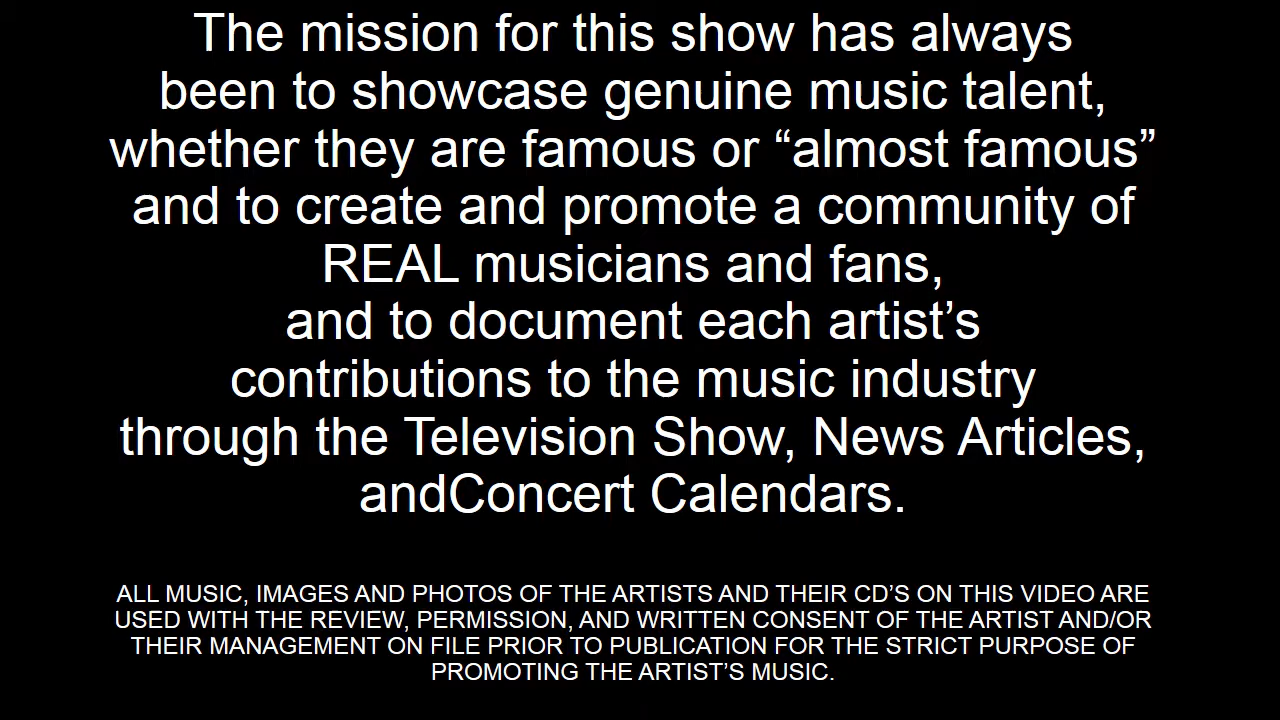 The mission for this show has always
been to showcase genuine music talent,
whether they are famous or “almost famous”
and to create and promote a community of
REAL musicians and fans,
and to document each artist’s
contributions to the music industry
through the Television Show, News Articles,
andConcert Calendars.
ALL MUSIC, IMAGES AND PHOTOS OF THE ARTISTS AND THEIR CD’S ON THIS VIDEO ARE
USED WITH THE REVIEW, PERMISSION, AND WRITTEN CONSENT OF THE ARTIST AND/OR
THEIR MANAGEMENT ON FILE PRIOR TO PUBLICATION FOR THE STRICT PURPOSE OF
PROMOTING THE ARTIST’S MUSIC.